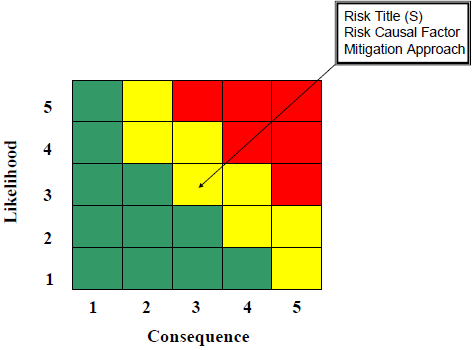 Risk Title (S)
Risk Causal Factor
Mitigation Approach
Likelihood
5
4
3
2
1
1 2 3 4 5
Consequence